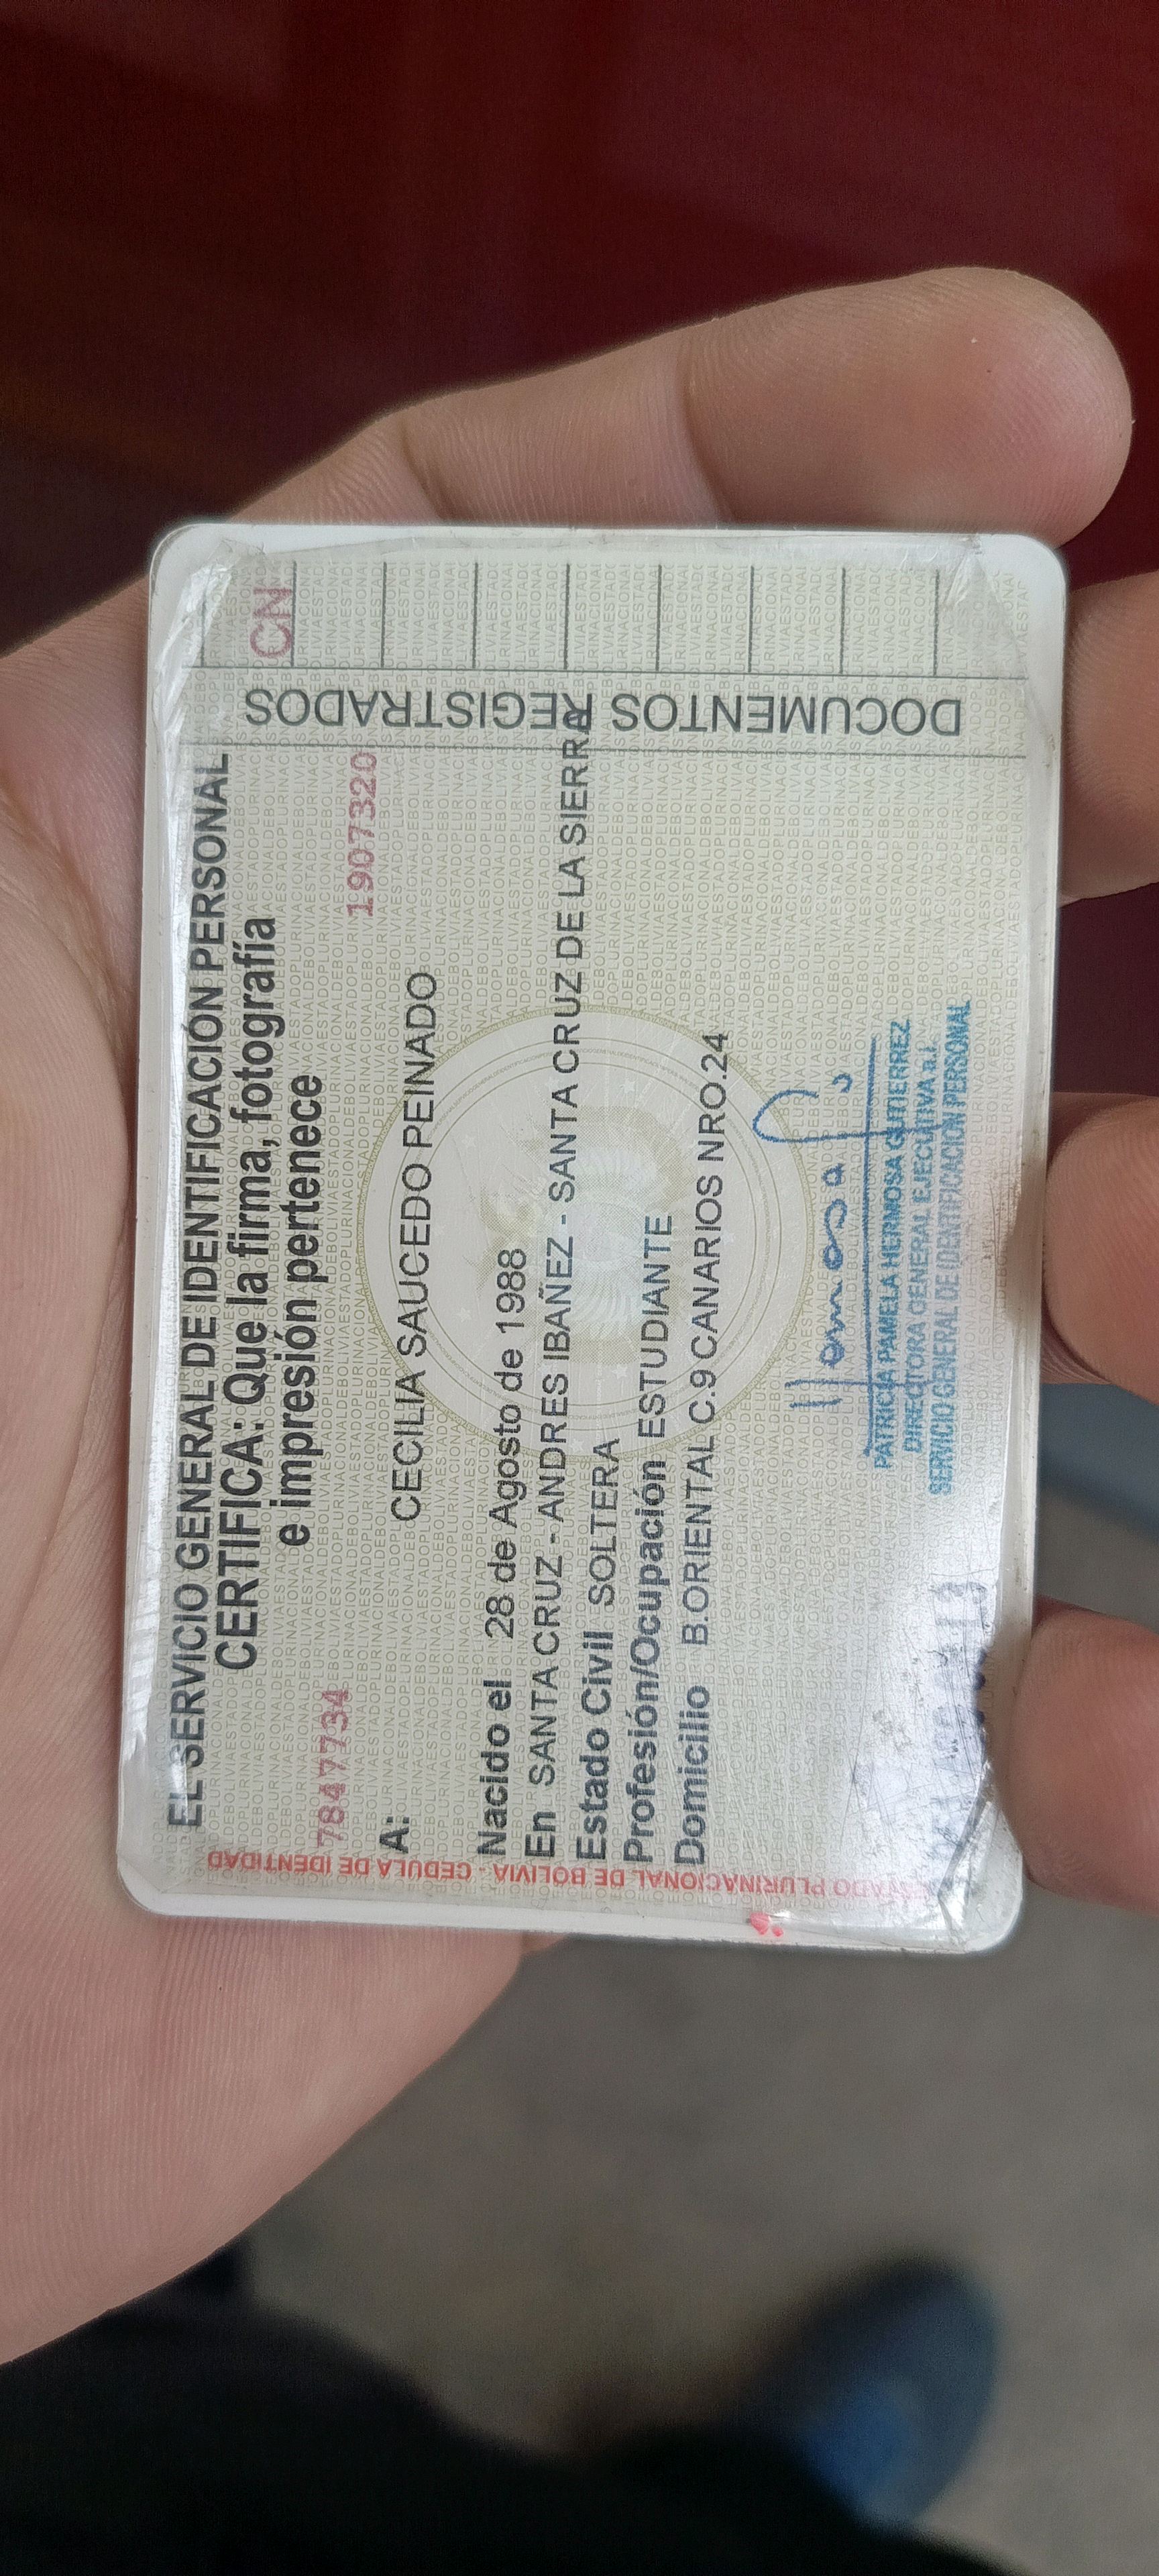 EL SERVICIO GENERAL DE IDENTIFICACIÓN PERSONAL
CERTIFICA: Que la firma, fotografía
e impresión pertenece
7847734 1907320
A: CECILIA SAUCEDO PEINADO
Nacido el 28 de Agosto de 1988
En SANTA CRUZ - ANDRES IBAÑEZ - SANTA CRUZ DE LA SIERRA
Estado Civil SOLTERA
Profesión/Ocupación ESTUDIANTE
Domicilio B.ORIENTAL C.9 CANARIOS NRO.24
PATRICIA PAMELA HERMOSA GUTIERREZ
DIRECTORA GENERAL EJECUTIVA a.i.
SERVICIO GENERAL DE IDENTIFICACIÓN PERSONAL
DOCUMENTOS REGISTRADOS
CN
PLURINACIONAL DE BOLIVIA - CEDULA DE IDENTIDAD